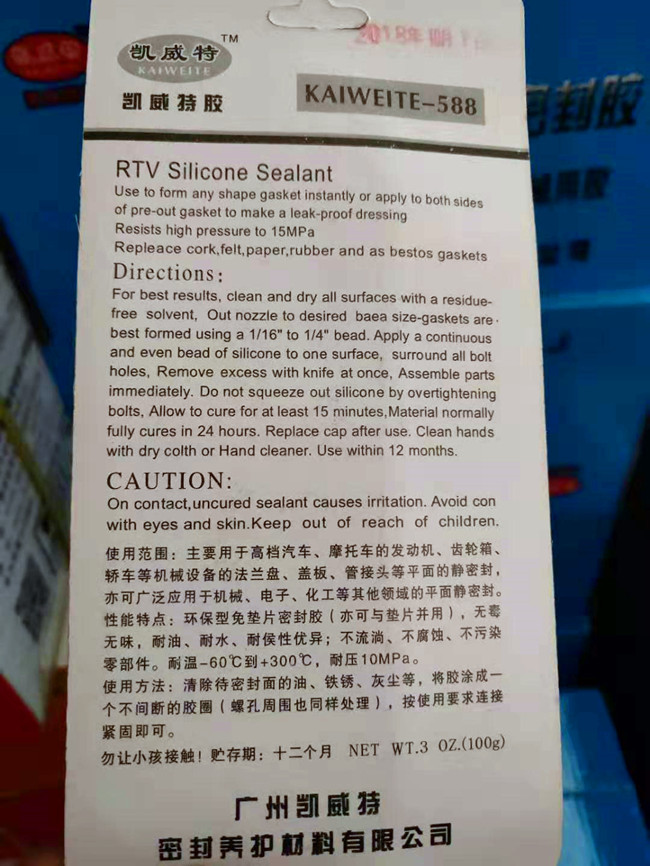 凯威特 TM
KAIWEITE
凯威特胶
2018年
KAIWEITE-588
密封胶
RTV Silicone Sealant
Use to form any shape gasket instantly or apply to both sides
of pre-out gasket to make a leak-proof dressing
Resists high pressure to 15MPa
Repleace cork,felt,paper,rubber and as bestos gaskets
Directions:
For best results, clean and dry all surfaces with a residue-
free solvent, Out nozzle to desired baea size-gaskets are
best formed using a 1/16" to 1/4" bead. Apply a continuous
and even bead of silicone to one surface, surround all bolt
holes, Remove excess with knife at once, Assemble parts
immediately. Do not squeeze out silicone by overtightening
bolts, Allow to cure for at least 15 minutes,Material normally
fully cures in 24 hours. Replace cap after use. Clean hands
with dry colth or Hand cleaner. Use within 12 months.
CAUTION:
On contact,uncured sealant causes irritation. Avoid con
with eyes and skin.Keep out of reach of children.
使用范围：主要用于高档汽车、摩托车的发动机、齿轮箱、
轿车等机械设备的法兰盘、盖板、管接头等平面的静密封，
亦可广泛应用于机械、电子、化工等其他领域的平面静密封。
性能特点：环保型免垫片密封胶（亦可与垫片并用），无毒
无味，耐油、耐水、耐侯性优异；不流淌、不腐蚀、不污染
零部件。耐温-60℃到+300℃，耐压10MPa。
使用方法：清除待密封面的油、铁锈、灰尘等，将胶涂成一
个不间断的胶圈（螺孔周围也同样处理），按使用要求连接
紧固即可。
勿让小孩接触！贮存期：十二个月 NET WT.3 OZ.(100g)
广州凯威特
密封养护材料有限公司